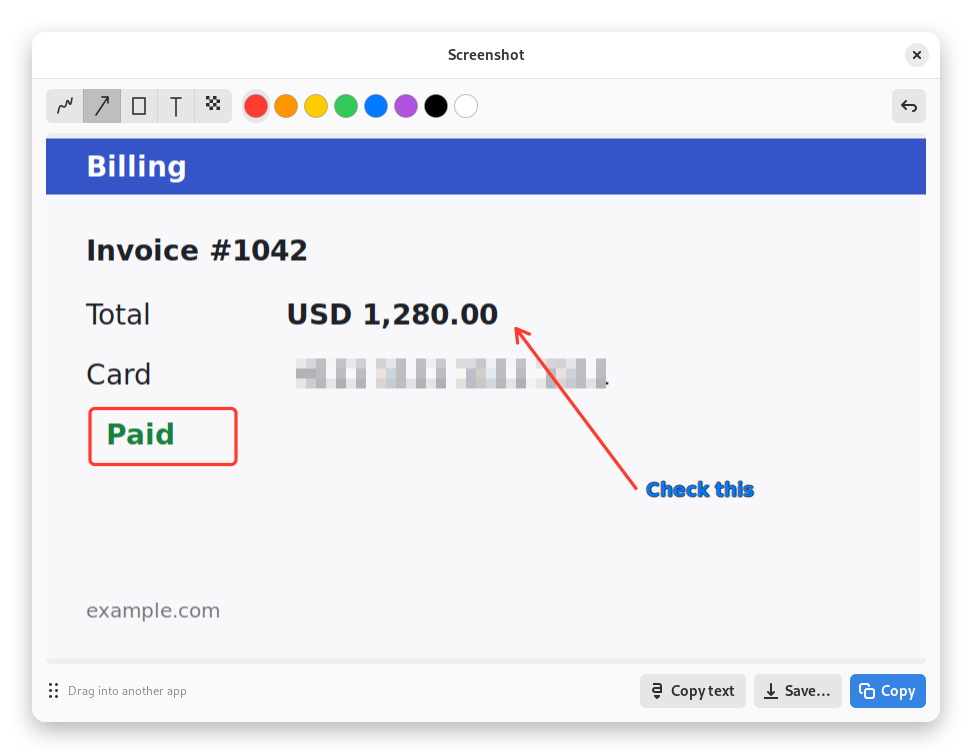 Screenshot
Billing
Invoice #1042
Total USD 1,280.00
Card
Paid
Check this
example.com
Drag into another app
Copy text
Save...
Copy